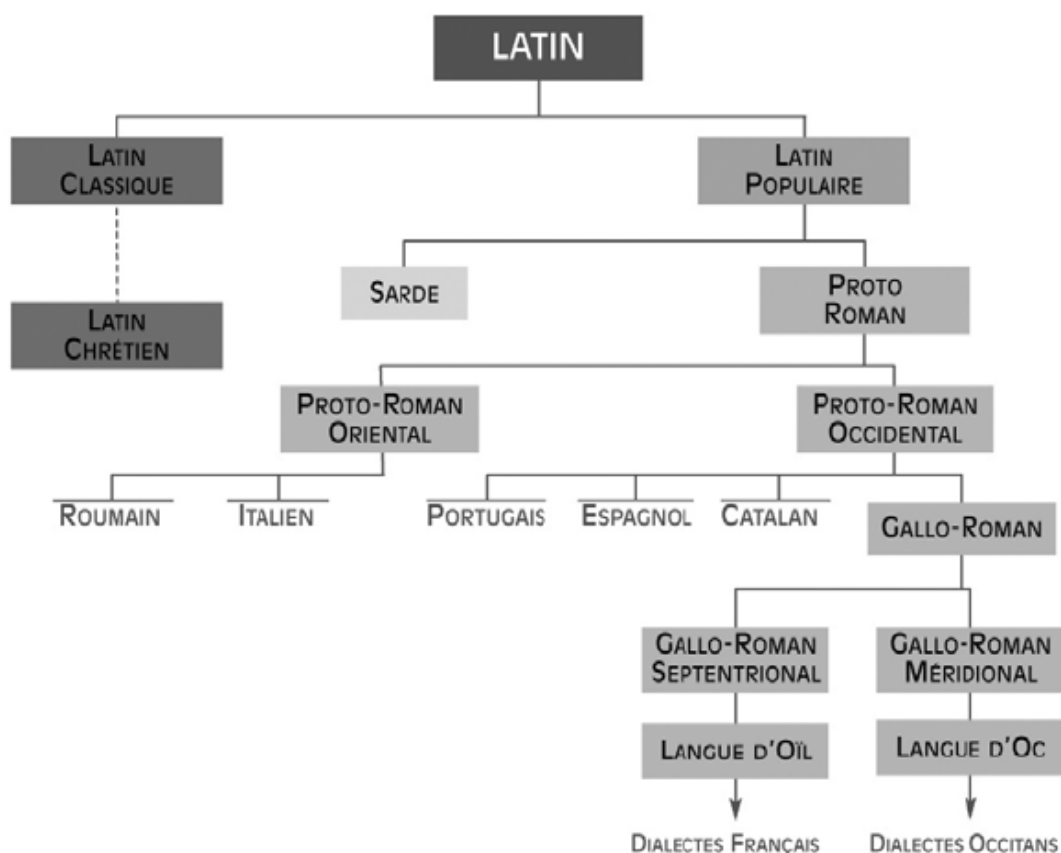 LATIN
LATIN
CLASSIQUE
LATIN
POPULAIRE
SARDE
PROTO
ROMAN
LATIN
CHRÉTIEN
PROTO-ROMAN
ORIENTAL
PROTO-ROMAN
OCCIDENTAL
ROUMAIN
ITALIEN
PORTUGAIS
ESPAGNOL
CATALAN
GALLO-ROMAN
GALLO-ROMAN
SEPTENTRIONAL
GALLO-ROMAN
MÉRIDIONAL
LANGUE D'OÏL
LANGUE D'OC
DIALECTES FRANÇAIS
DIALECTES OCCITANS